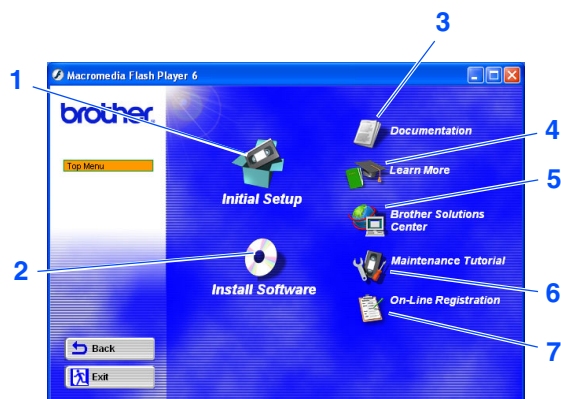 3
1
Macromedia Flash Player 6
brother.
Documentation
4
Top Menu
Learn More
5
Initial Setup
Brother Solutions
Center
2
Maintenance Tutorial
Install Software
6
On-Line Registration
7
Back
Exit